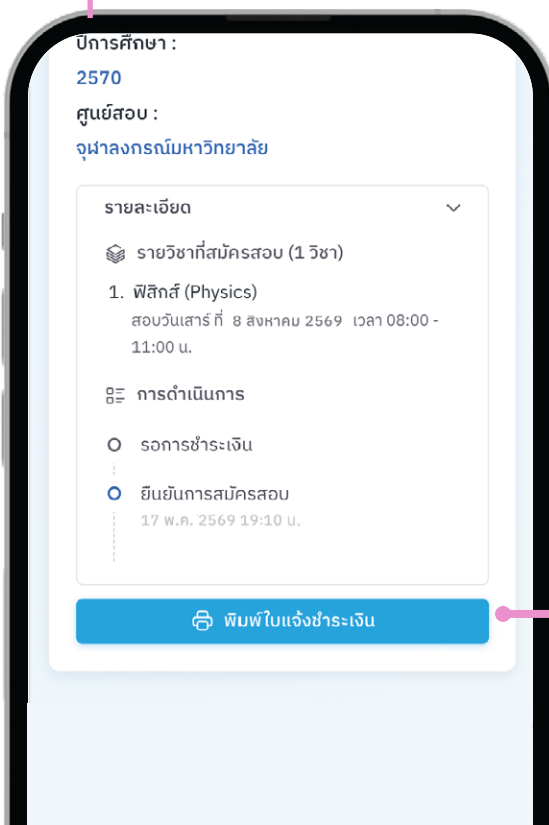 ปีการศึกษา :
2570
ศูนย์สอบ :
จุฬาลงกรณ์มหาวิทยาลัย
รายละเอียด
รายวิชาที่สมัครสอบ (1 วิชา)
1. ฟิสิกส์ (Physics)
สอบวันเสาร์ ที่ 8 สิงหาคม 2569 เวลา 08:00 -
11:00 น.
การดำเนินการ
รอการชำระเงิน
ยืนยันการสมัครสอบ
17 พ.ค. 2569 19:10 น.
พิมพ์ใบแจ้งชำระเงิน